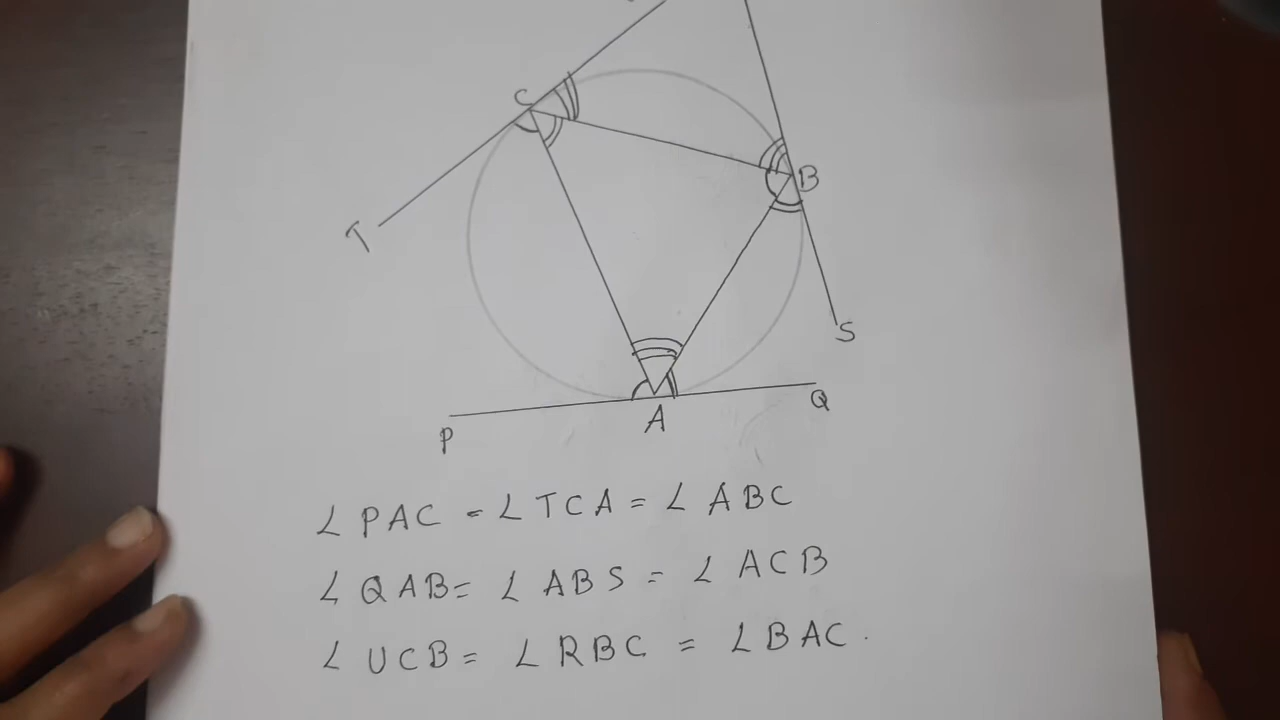 C
B
T
S
Q
A
P
∠ PAC = ∠ TCA = ∠ ABC
∠ QAB = ∠ ABS = ∠ ACB
∠ UCB = ∠ RBC = ∠ BAC.